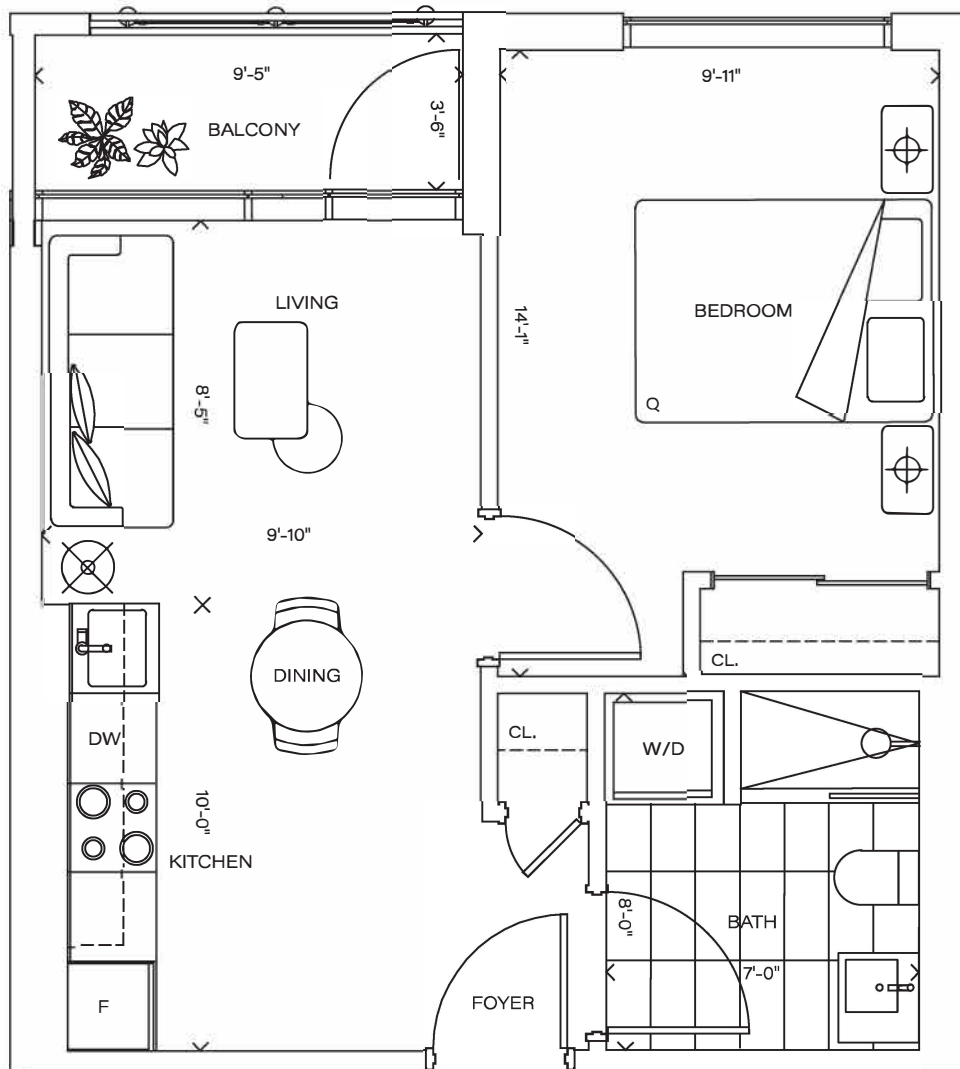 9'-5"
9'-11"
3'-6"
BALCONY
LIVING
BEDROOM
14'-1"
8'-5"
Q
9'-10"
CL.
DINING
CL.
DW
W/D
10'-0"
KITCHEN
8'-0"
BATH
7'-0"
F
FOYER